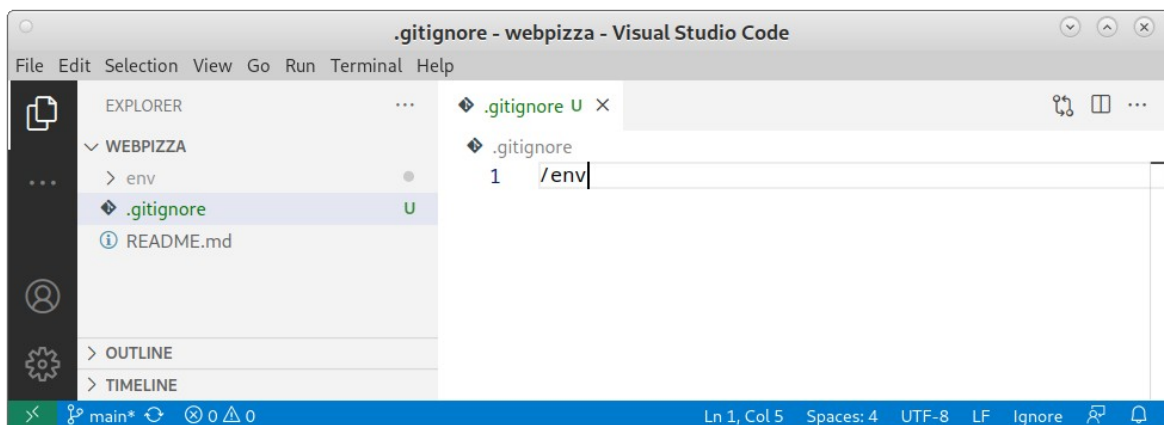 .gitignore - webpizza - Visual Studio Code
File Edit Selection View Go Run Terminal Help
EXPLORER
WEBPIZZA
env
.gitignore U
README.md
OUTLINE
TIMELINE
.gitignore U
.gitignore
1 /env
main* 0 0 Ln 1, Col 5 Spaces: 4 UTF-8 LF Ignore